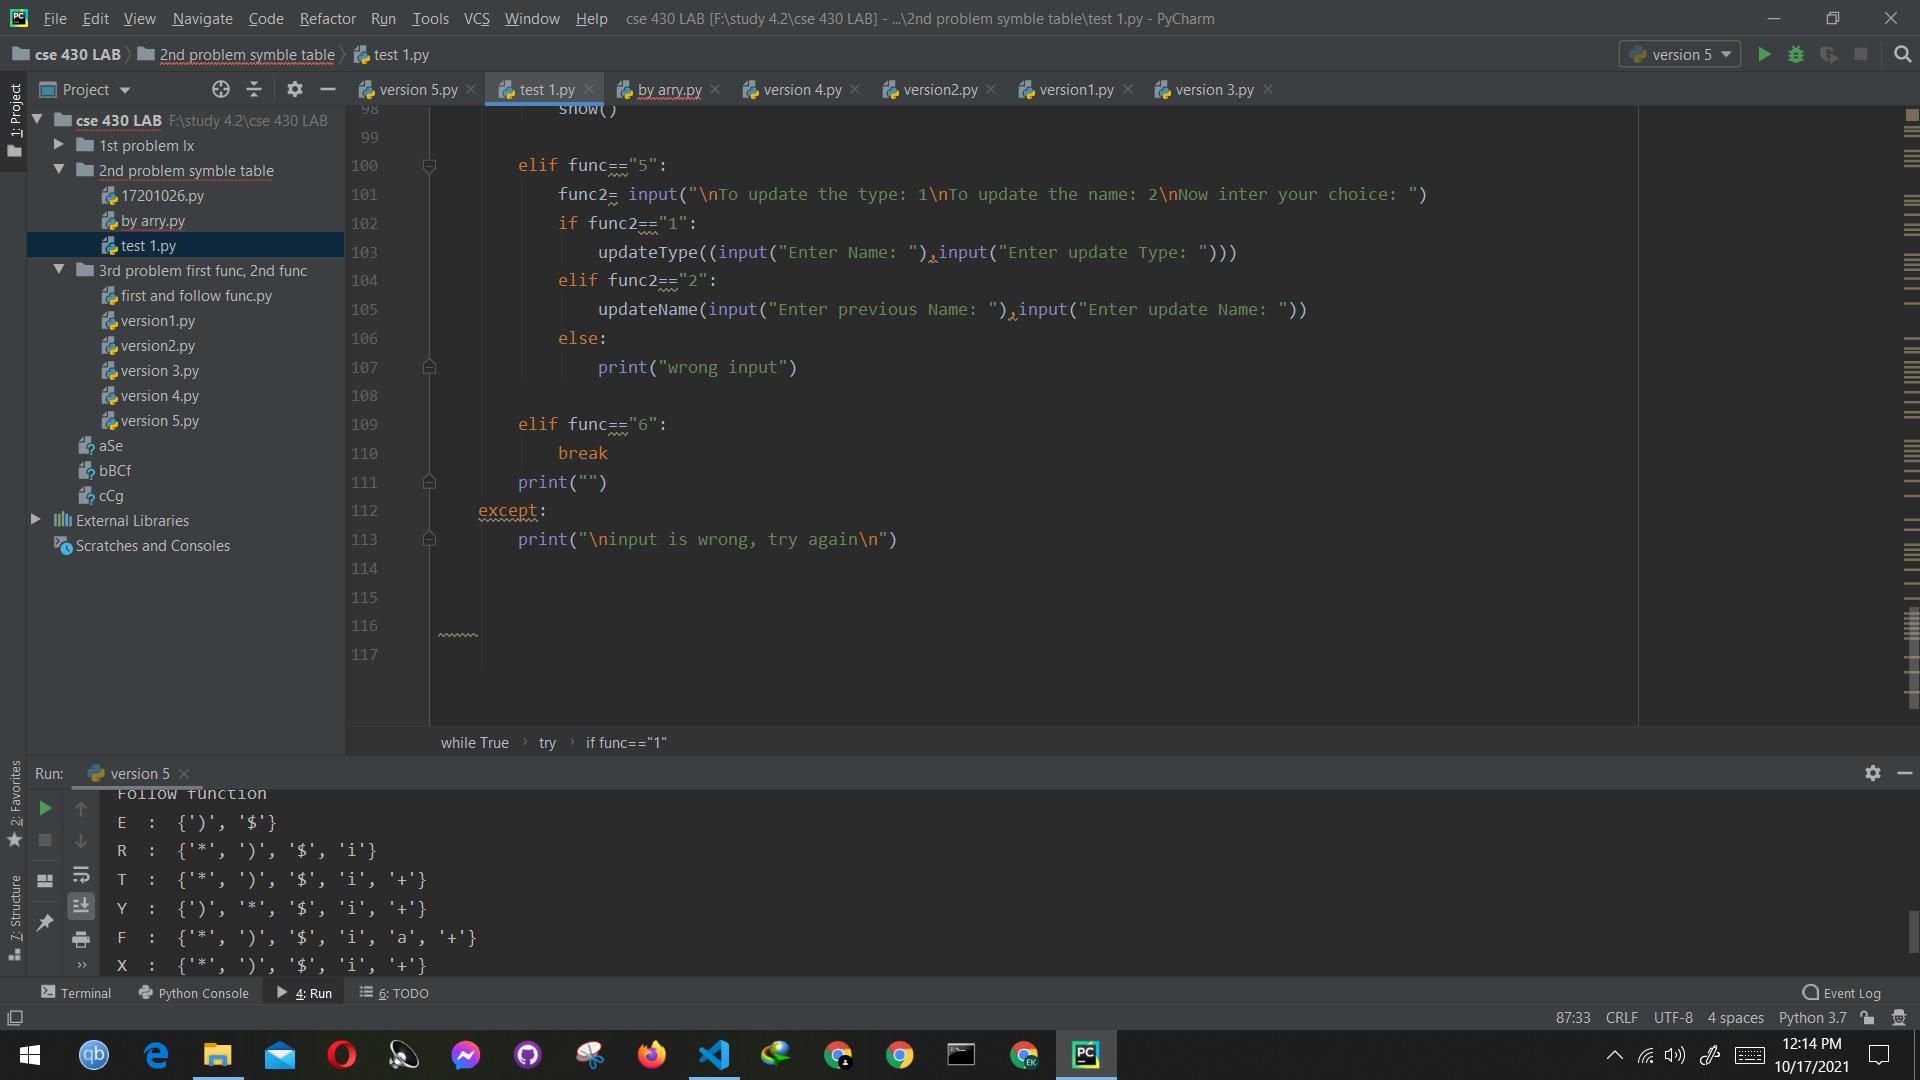 File Edit View Navigate Code Refactor Run Tools VCS Window Help cse 430 LAB [F:\study 4.2\cse 430 LAB] - ...\2nd problem symble table\test 1.py - PyCharm
cse 430 LAB 2nd problem symble table test 1.py version 5
Project version 5.py test 1.py by arry.py version 4.py version2.py version1.py version 3.py
1: Project
cse 430 LAB F:\study 4.2\cse 430 LAB
1st problem lx
2nd problem symble table
17201026.py
by arry.py
test 1.py
3rd problem first func, 2nd func
first and follow func.py
version1.py
version2.py
version 3.py
version 4.py
version 5.py
aSe
bBCf
cCg
External Libraries
Scratches and Consoles
98 show()
99
100 elif func=="5":
101 func2= input("\nTo update the type: 1\nTo update the name: 2\nNow inter your choice: ")
102 if func2=="1":
103 updateType((input("Enter Name: "),input("Enter update Type: ")))
104 elif func2=="2":
105 updateName(input("Enter previous Name: "),input("Enter update Name: "))
106 else:
107 print("wrong input")
108
109 elif func=="6":
110 break
111 print("")
112 except:
113 print("\ninput is wrong, try again\n")
114
115
116
117
while True try if func=="1"
Run: version 5
2: Favorites
7: Structure
Follow function
E : {')', '$'}
R : {'*', ')', '$', 'i'}
T : {'*', ')', '$', 'i', '+'}
Y : {')', '*', '$', 'i', '+'}
F : {'*', ')', '$', 'i', 'a', '+'}
X : {'*', ')', '$', 'i', '+'}
Terminal Python Console 4: Run 6: TODO Event Log
87:33 CRLF UTF-8 4 spaces Python 3.7
12:14 PM
10/17/2021